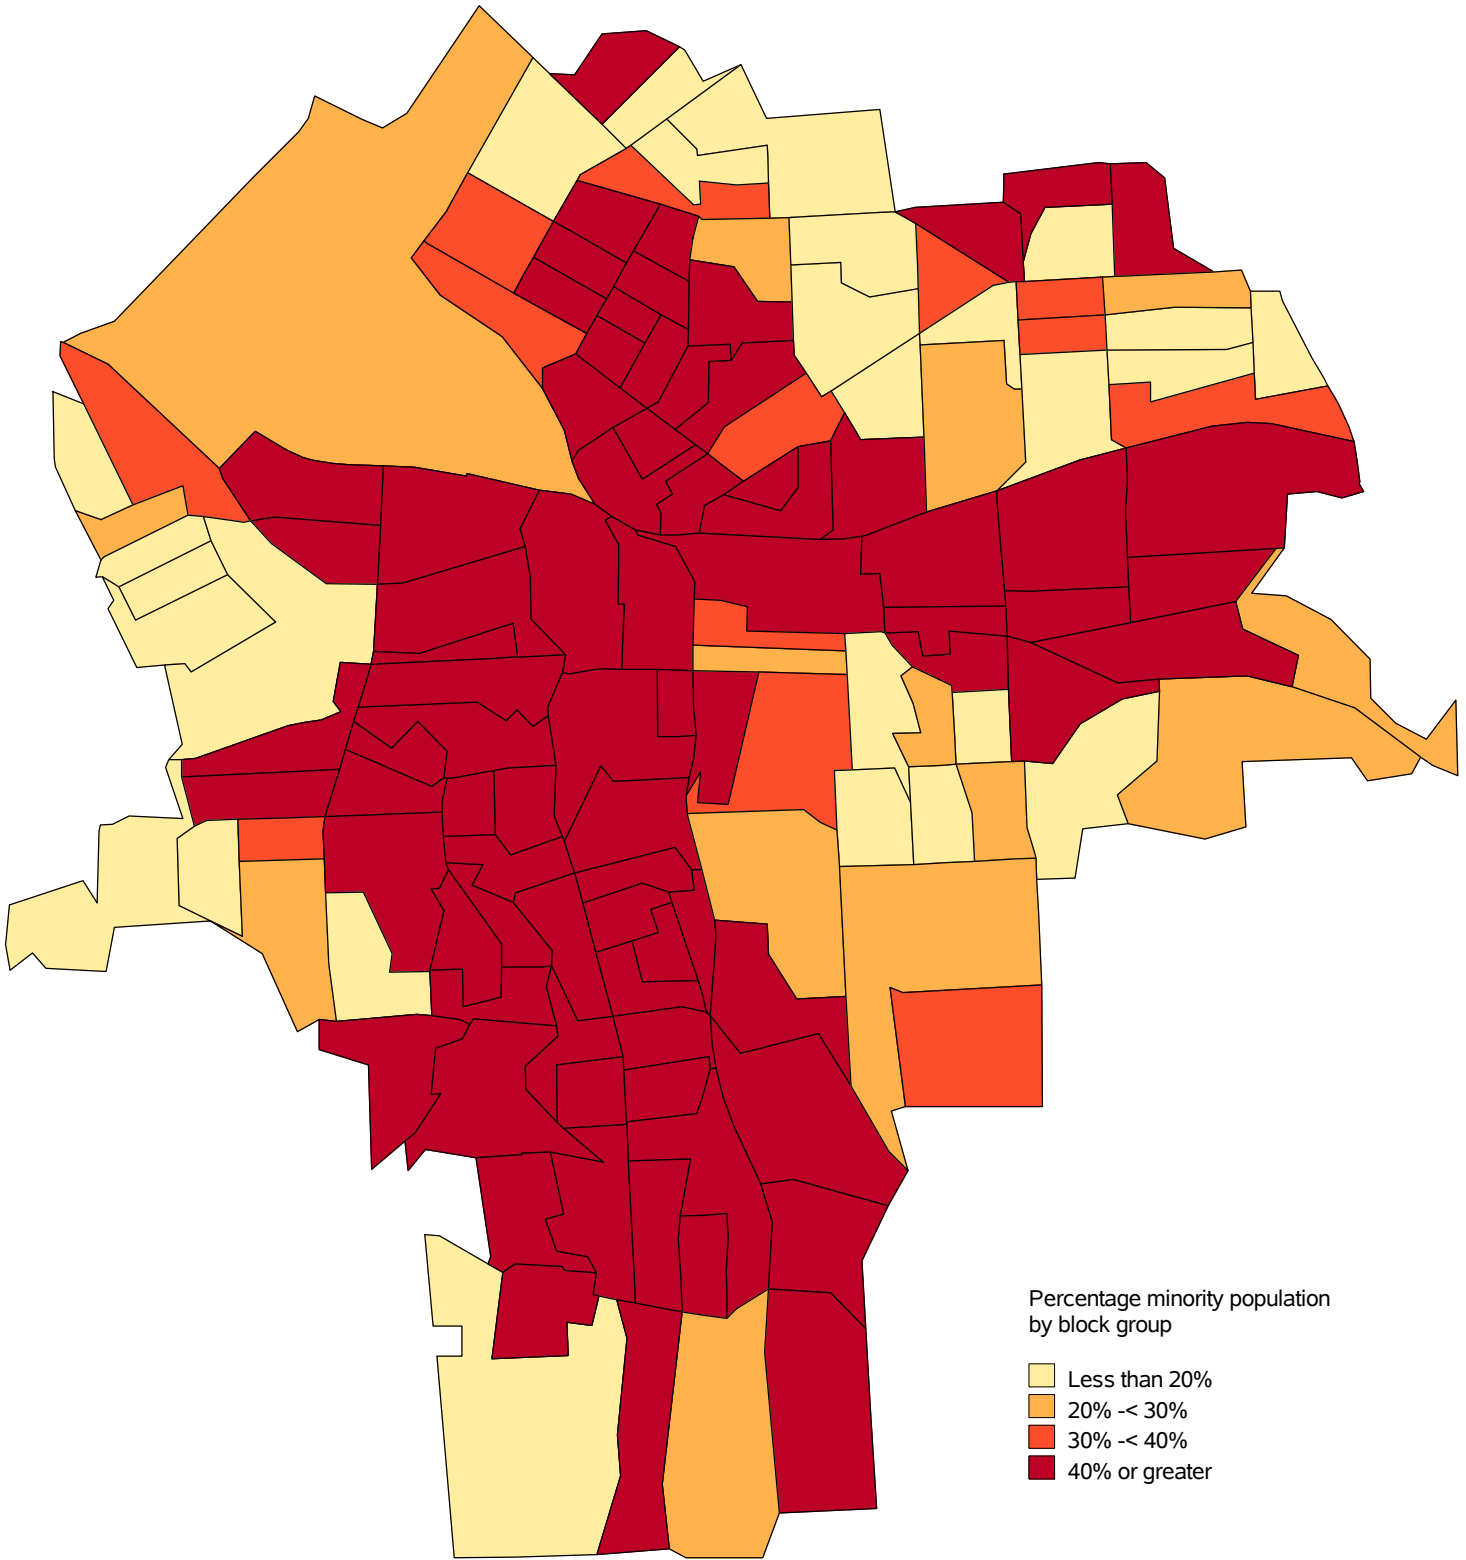 Percentage minority population
by block group
Less than 20%
20% -< 30%
30% -< 40%
40% or greater